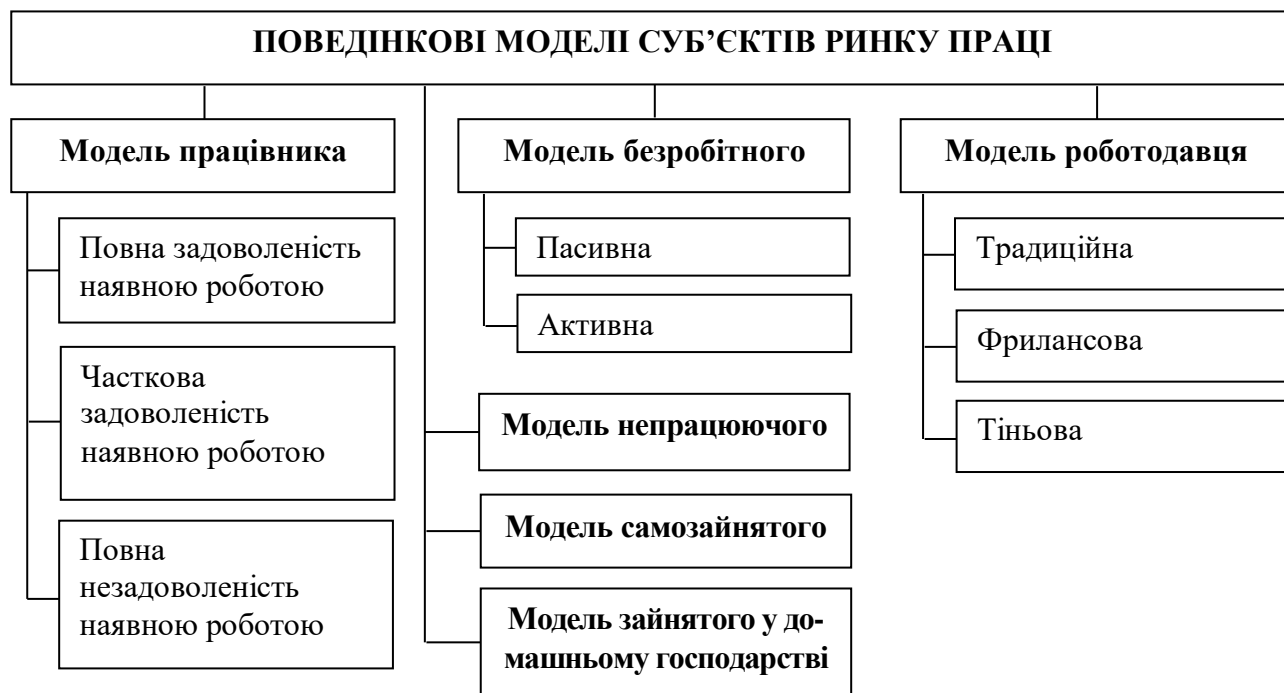 ПОВЕДІНКОВІ МОДЕЛІ СУБ’ЄКТІВ РИНКУ ПРАЦІ
Модель працівника
Повна задоволеність
наявною роботою
Часткова
задоволеність
наявною роботою
Повна
незадоволеність
наявною роботою
Модель безробітного
Пасивна
Активна
Модель непрацюючого
Модель самозайнятого
Модель зайнятого у до-
машньому господарстві
Модель роботодавця
Традиційна
Фрилансова
Тіньова